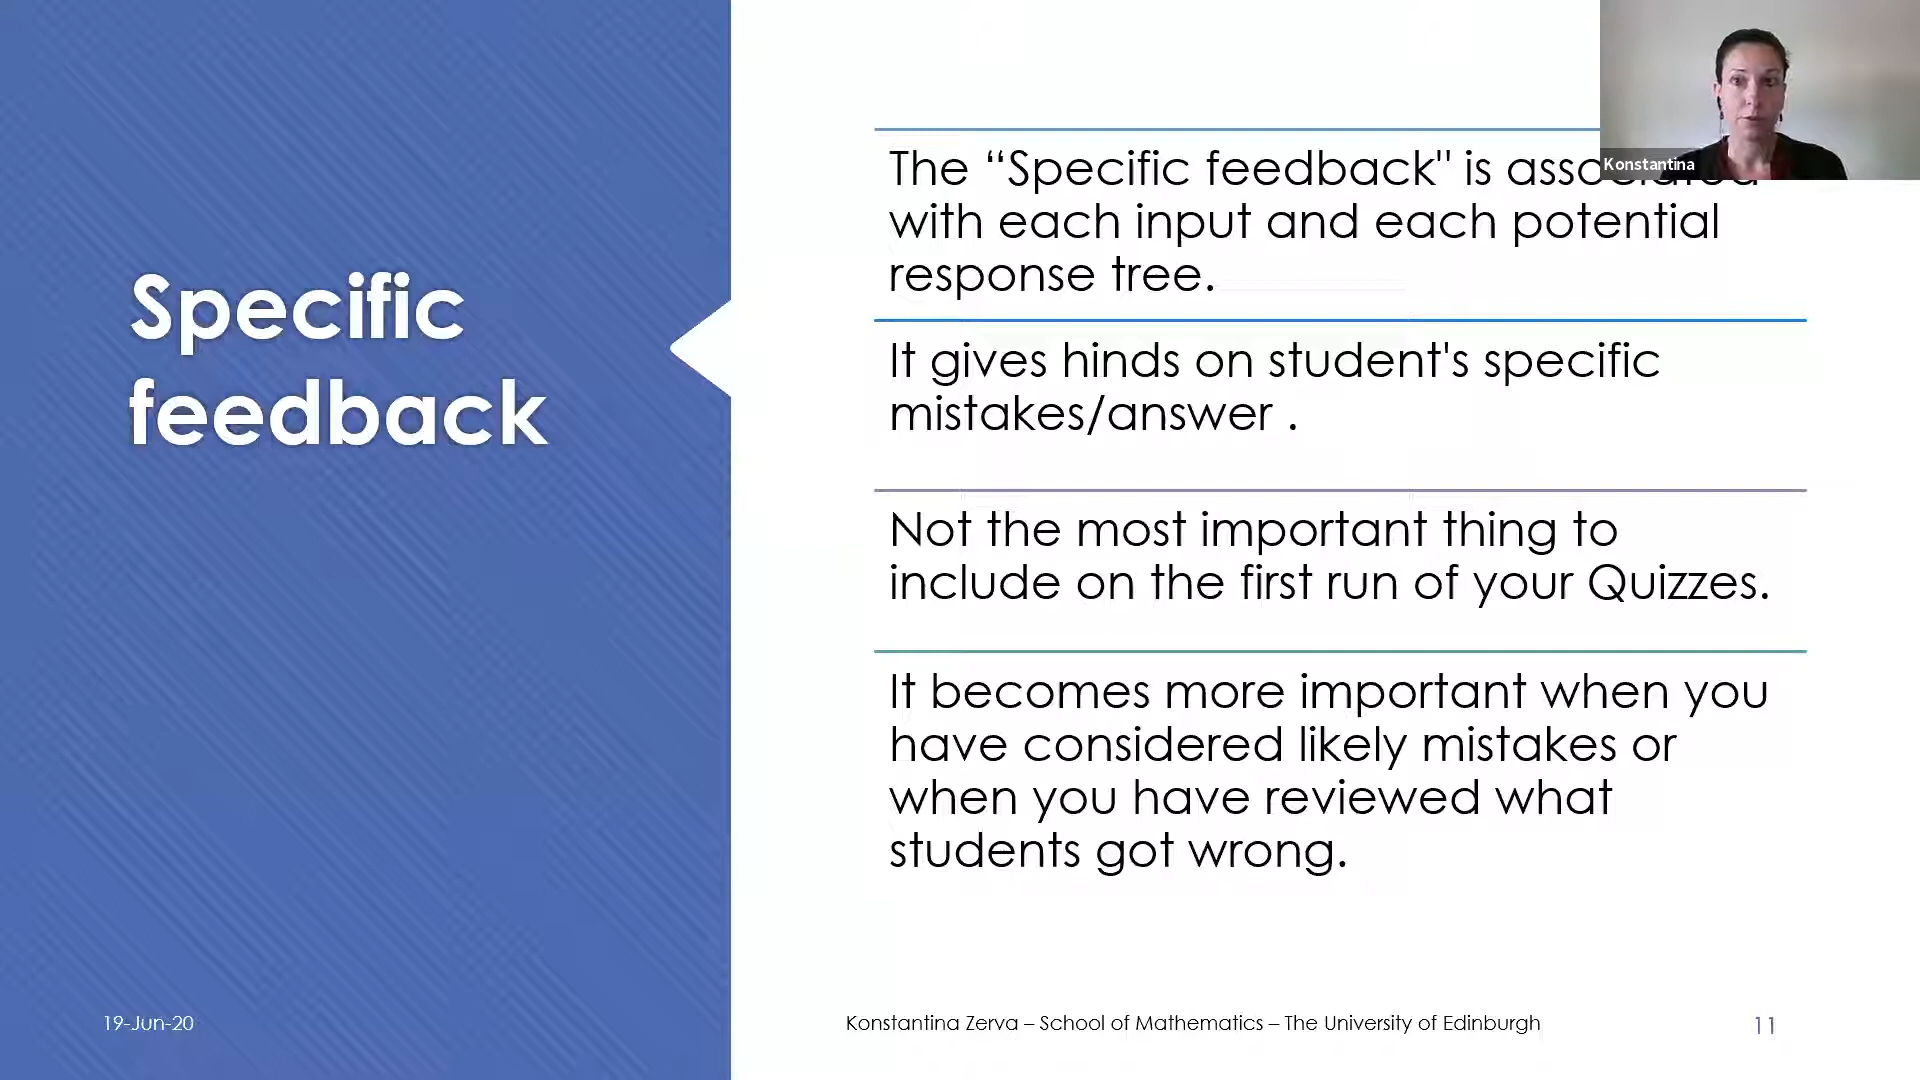 Specific
feedback
The “Specific feedback" is associated
with each input and each potential
response tree.
It gives hinds on student's specific
mistakes/answer .
Not the most important thing to
include on the first run of your Quizzes.
It becomes more important when you
have considered likely mistakes or
when you have reviewed what
students got wrong.
Konstantina
19-Jun-20
Konstantina Zerva – School of Mathematics – The University of Edinburgh
11